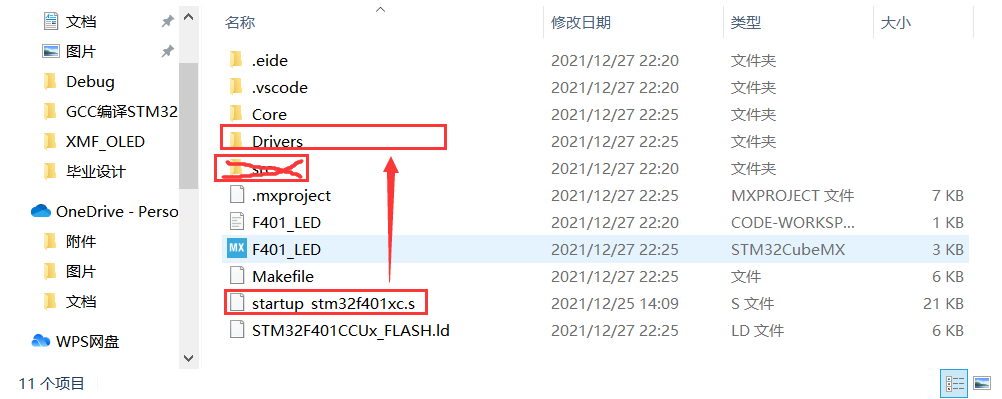 文档
图片
Debug
GCC编译STM32
XMF_OLED
毕业设计
OneDrive - Perso
附件
图片
文档
WPS网盘
名称 修改日期 类型 大小
.eide 2021/12/27 22:20 文件夹
.vscode 2021/12/27 22:20 文件夹
Core 2021/12/27 22:25 文件夹
Drivers 2021/12/27 22:25 文件夹
src 2021/12/27 22:20 文件夹
.mxproject 2021/12/27 22:25 MXPROJECT 文件 7 KB
F401_LED 2021/12/27 22:20 CODE-WORKSP... 1 KB
MX F401_LED 2021/12/27 22:25 STM32CubeMX 3 KB
Makefile 2021/12/27 22:25 文件 6 KB
startup_stm32f401xc.s 2021/12/25 14:09 S 文件 21 KB
STM32F401CCUx_FLASH.ld 2021/12/27 22:25 LD 文件 6 KB
11 个项目